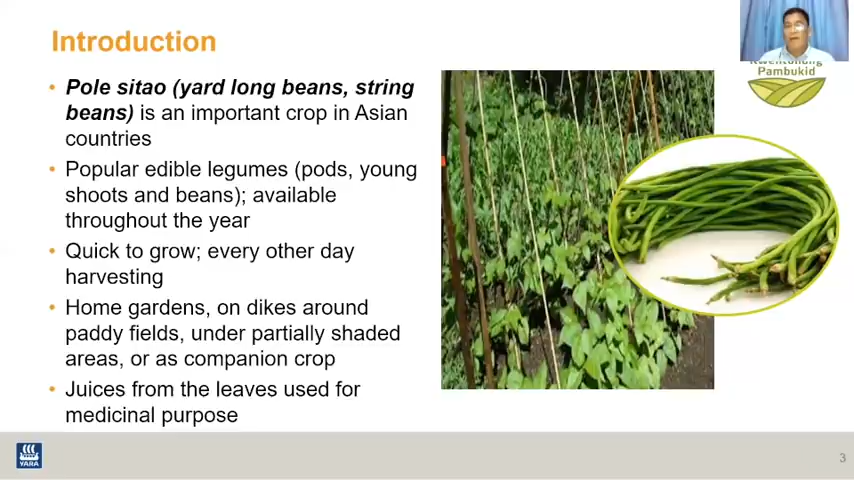 Introduction
• Pole sitao (yard long beans, string
beans) is an important crop in Asian
countries
• Popular edible legumes (pods, young
shoots and beans); available
throughout the year
• Quick to grow; every other day
harvesting
• Home gardens, on dikes around
paddy fields, under partially shaded
areas, or as companion crop
• Juices from the leaves used for
medicinal purpose
Pambukid
YARA
3